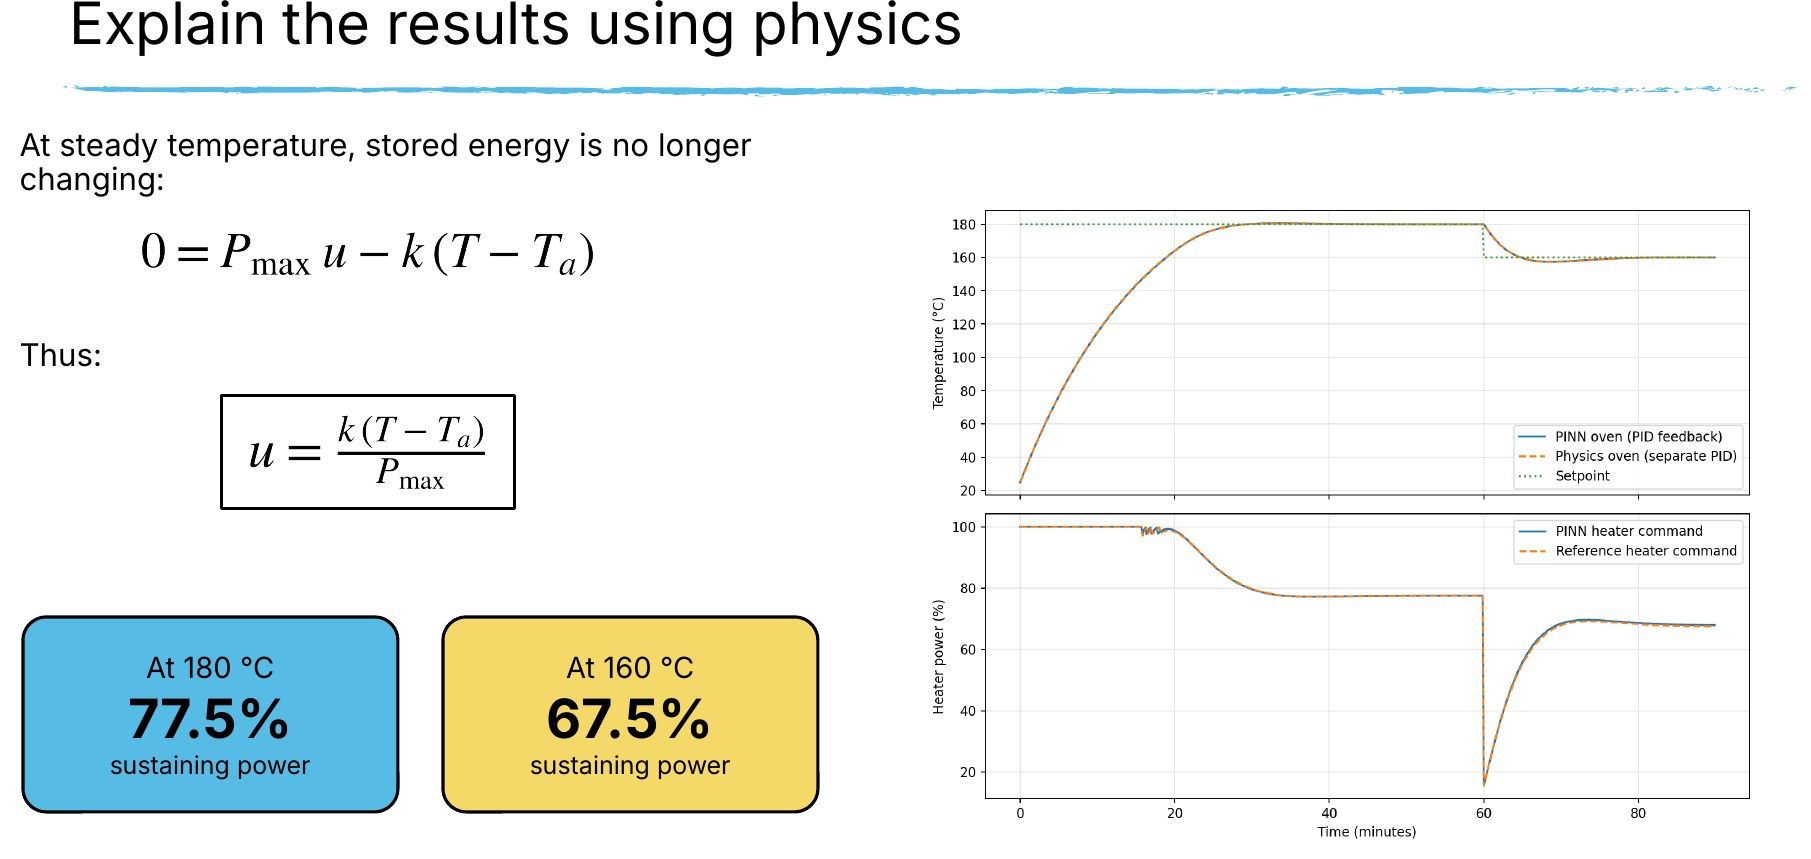 Explain the results using physics
At steady temperature, stored energy is no longer
changing:
0 = P_max u − k (T − T_a)
Thus:
u = k (T − T_a) / P_max
At 180 °C
77.5%
sustaining power
At 160 °C
67.5%
sustaining power
180
160
140
120
100
80
60
40
20
Temperature (°C)
PINN oven (PID feedback)
Physics oven (separate PID)
Setpoint
100
80
60
40
20
Heater power (%)
PINN heater command
Reference heater command
0 20 40 60 80
Time (minutes)